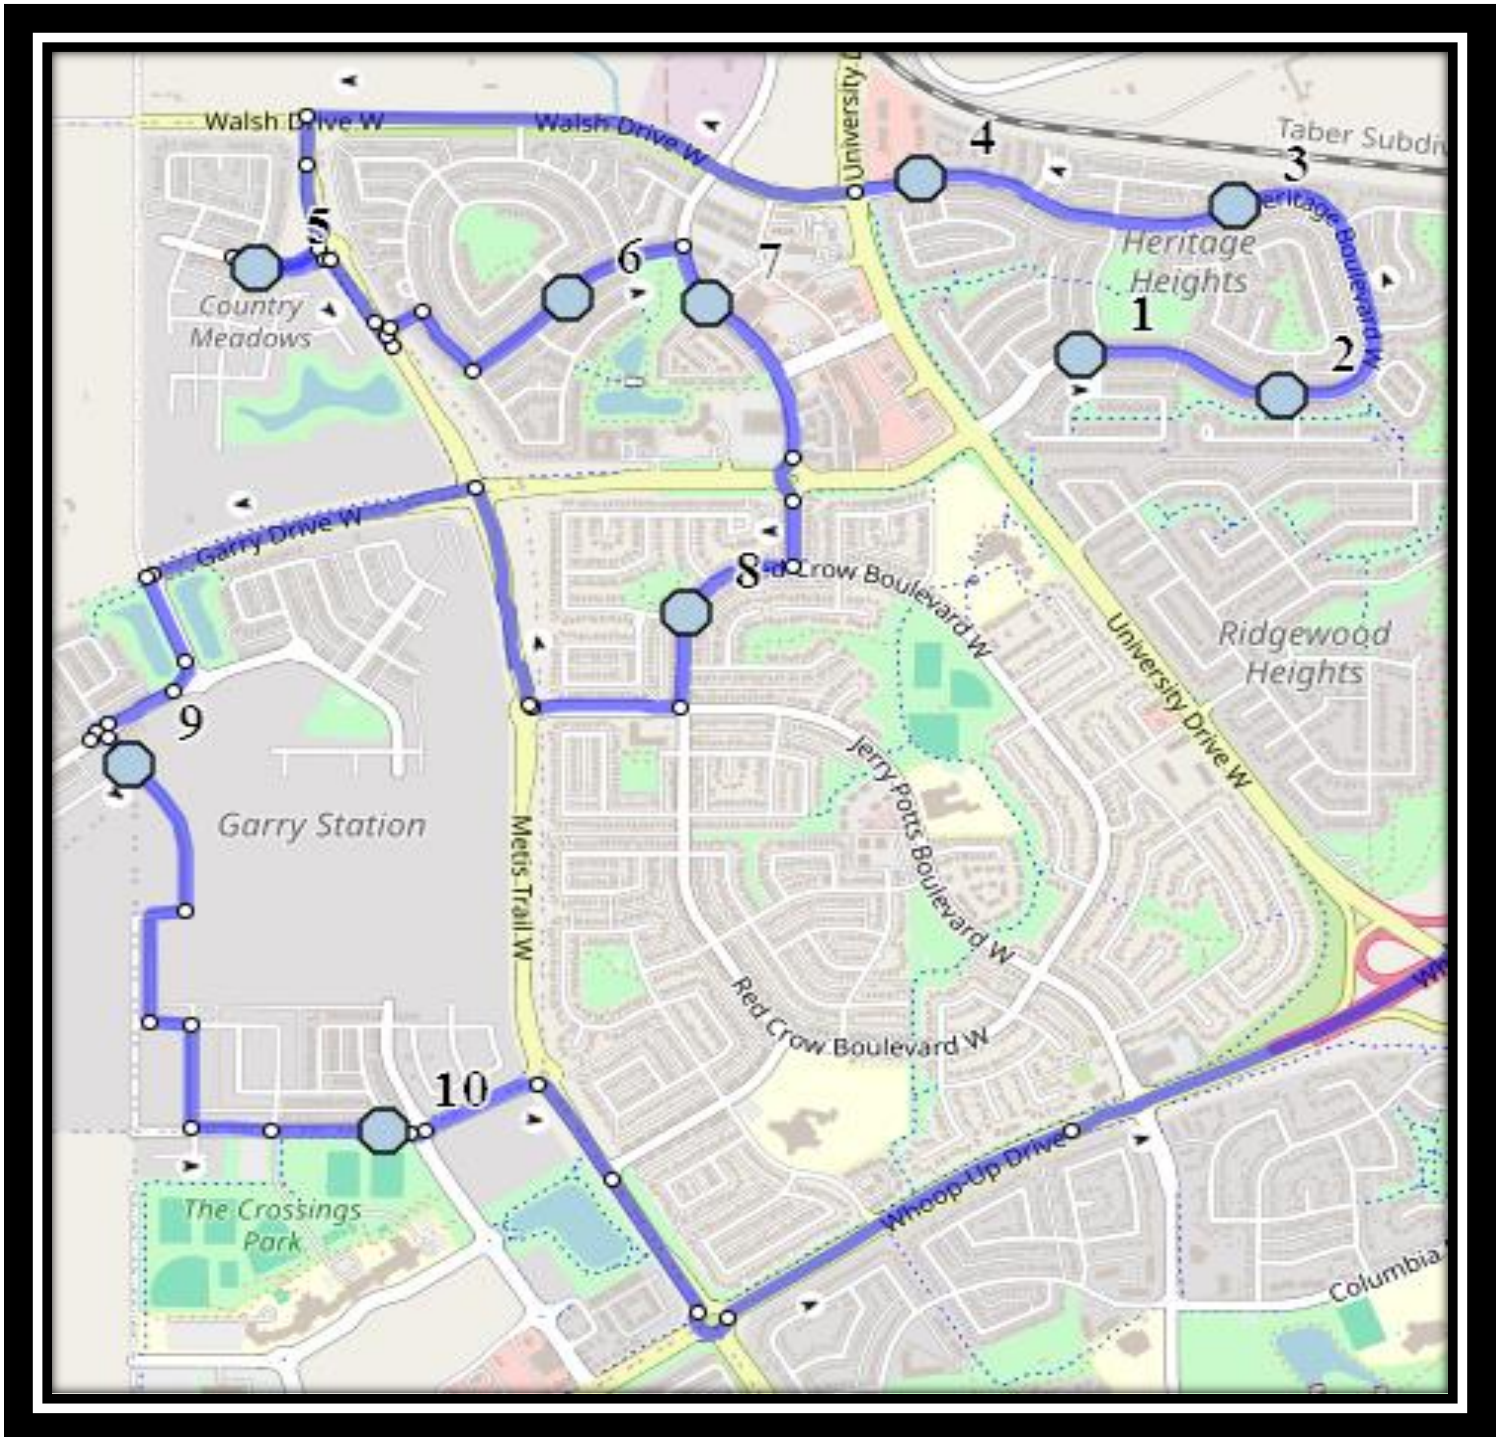 Walsh Drive W
Walsh Drive W
University D
4
Taber Subdiv
3
5
6
7
Heritage Boulevard W
Heritage
Heights
Country
Meadows
1
2
Garry Drive W
8
d Crow Boulevard W
University Drive W
Ridgewood
Heights
9
Jerry Potts Boulevard W
Garry Station
Metis Trail W
Red Crow Boulevard W
Wh
10
Whoop-Up Drive
The Crossings
Park
Columbia